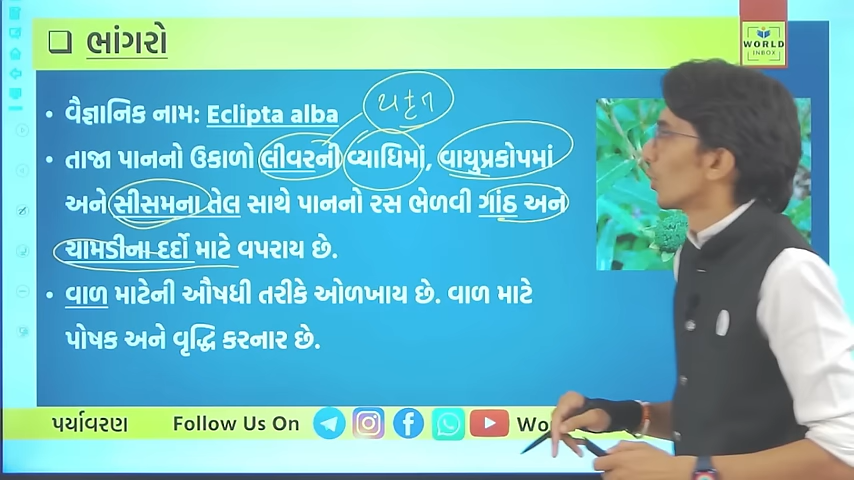 ❑ ભાંગરો
WORLD
INBOX
• વૈજ્ઞાનિક નામ: Eclipta alba
યકૃત
• તાજા પાનનો ઉકાળો લીવરની વ્યાધિમાં, વાયુપ્રકોપમાં
અને સીસમના તેલ સાથે પાનનો રસ ભેળવી ગાંઠ અને
ચામડીના દર્દો માટે વપરાય છે.
• વાળ માટેની ઔષધી તરીકે ઓળખાય છે. વાળ માટે
પોષક અને વૃદ્ધિ કરનાર છે.
પર્યાવરણ Follow Us On